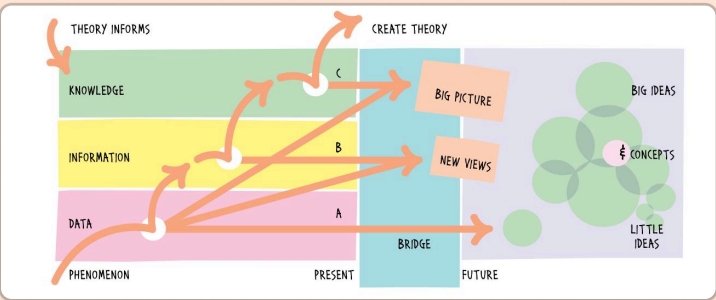 THEORY INFORMS
CREATE THEORY
C
KNOWLEDGE
BIG PICTURE
BIG IDEAS
B
INFORMATION
NEW VIEWS
& CONCEPTS
A
DATA
BRIDGE
LITTLE
IDEAS
PHENOMENON
PRESENT
FUTURE